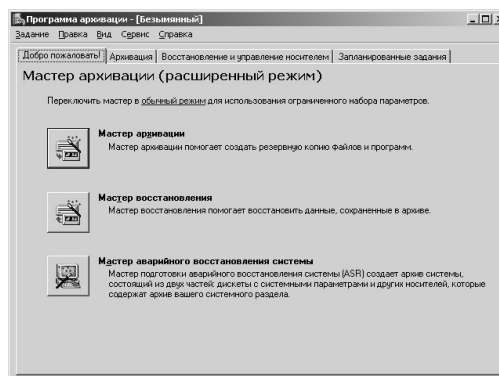 Программа архивации - [Безымянный]
Задание Правка Вид Сервис Справка
Добро пожаловать! Архивация Восстановление и управление носителем Запланированные задания
Мастер архивации (расширенный режим)
Переключить мастер в обычный режим для использования ограниченного набора параметров.
Мастер архивации
Мастер архивации помогает создать резервную копию файлов и программ.
Мастер восстановления
Мастер восстановления помогает восстановить данные, сохраненные в архиве.
Мастер аварийного восстановления системы
Мастер подготовки аварийного восстановления системы (ASR) создает архив системы,
состоящий из двух частей: дискеты с системными параметрами и других носителей, которые
содержат архив вашего системного раздела.